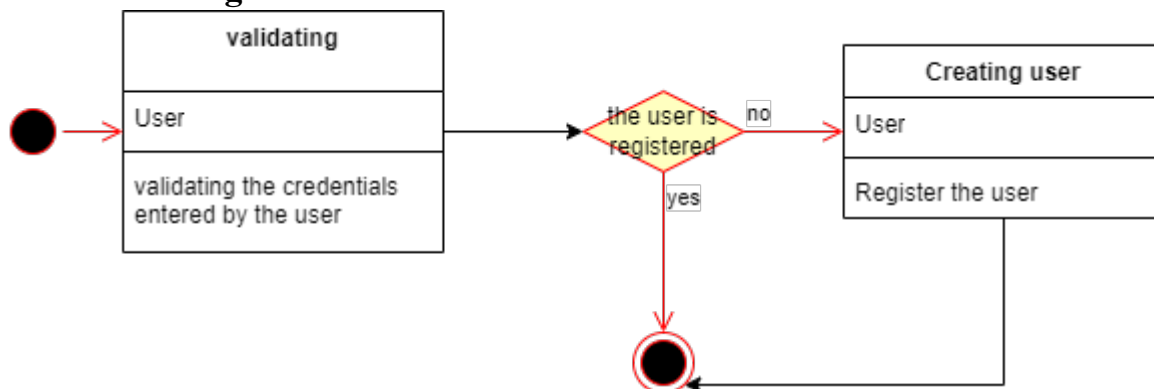 validating
User
validating the credentials
entered by the user
the user is
registered
no
yes
Creating user
User
Register the user